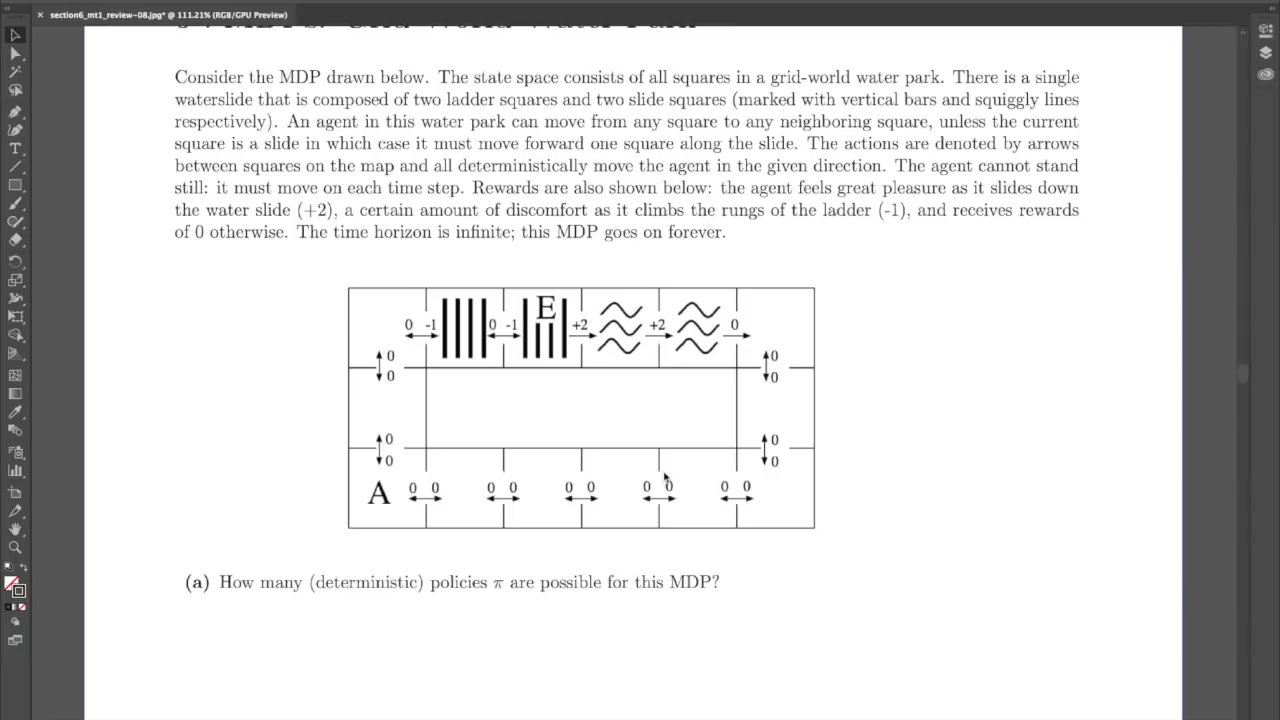 section6_mt1_review-08.jpg* @ 111.21% (RGB/GPU Preview)
Consider the MDP drawn below. The state space consists of all squares in a grid-world water park. There is a single
waterslide that is composed of two ladder squares and two slide squares (marked with vertical bars and squiggly lines
respectively). An agent in this water park can move from any square to any neighboring square, unless the current
square is a slide in which case it must move forward one square along the slide. The actions are denoted by arrows
between squares on the map and all deterministically move the agent in the given direction. The agent cannot stand
still: it must move on each time step. Rewards are also shown below: the agent feels great pleasure as it slides down
the water slide (+2), a certain amount of discomfort as it climbs the rungs of the ladder (-1), and receives rewards
of 0 otherwise. The time horizon is infinite; this MDP goes on forever.
E
0 -1 0 -1 +2 +2 0
0 0
0 0
0 0
0 0
A 0 0 0 0 0 0 0 0 0 0
(a) How many (deterministic) policies π are possible for this MDP?